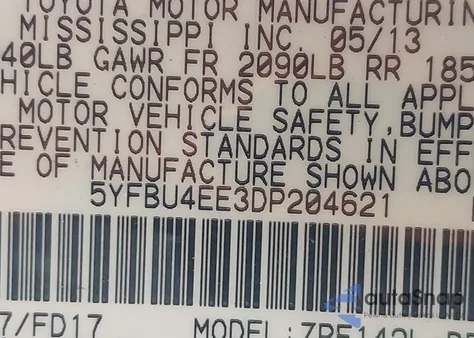 TOYOTA MOTOR MANUFACTURIN
MISSISSIPPI INC. 05/13
40LB GAWR FR 2090LB RR 185
HICLE CONFORMS TO ALL APPL
MOTOR VEHICLE SAFETY, BUMP
REVENTION STANDARDS IN EFF
E OF MANUFACTURE SHOWN ABO
5YFBU4EE3DP204621
autoSnap
7/FD17 MODEL:ZRE142L